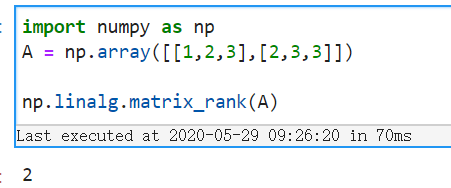 import numpy as np
A = np.array([[1,2,3],[2,3,3]])
np.linalg.matrix_rank(A)
Last executed at 2020-05-29 09:26:20 in 70ms
2